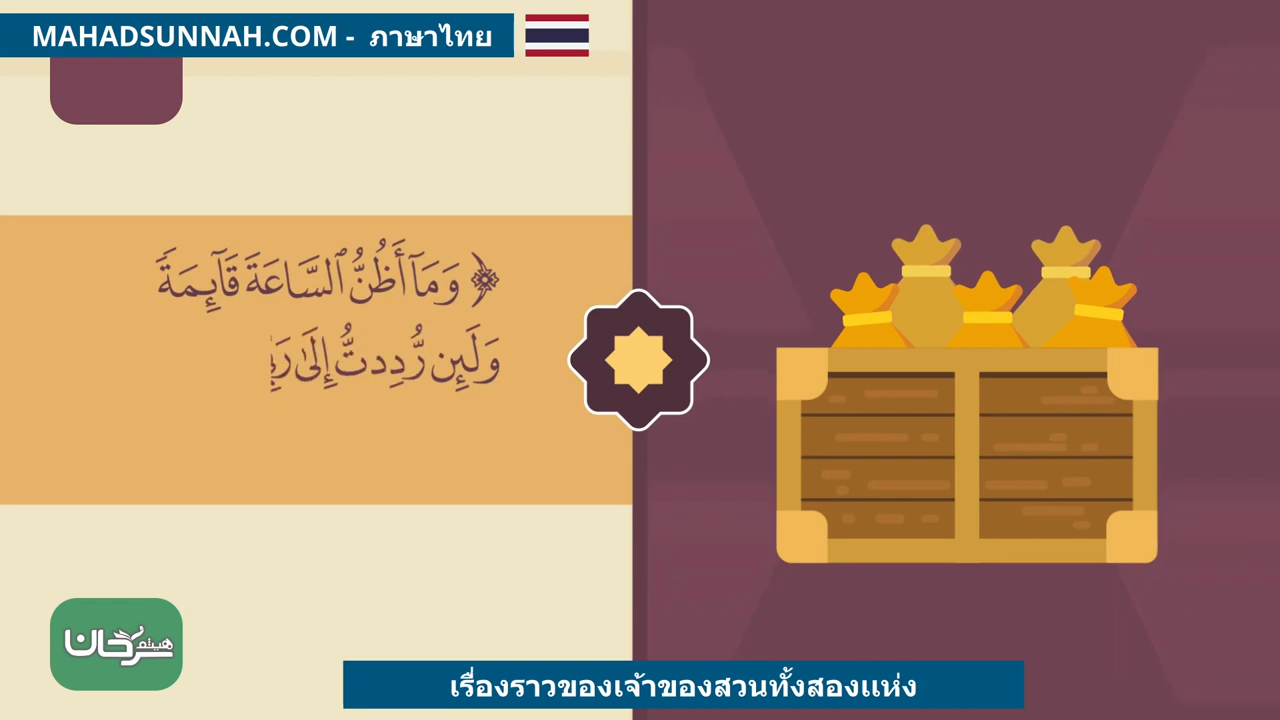 MAHADSUNNAH.COM - ภาษาไทย
﴿ وَمَآ أَظُنُّ ٱلسَّاعَةَ قَآئِمَةً
وَلَئِن رُّدِدتُّ إِلَىٰ رَبِّ
هيثم
سرحان
เรื่องราวของเจ้าของสวนทั้งสองแห่ง